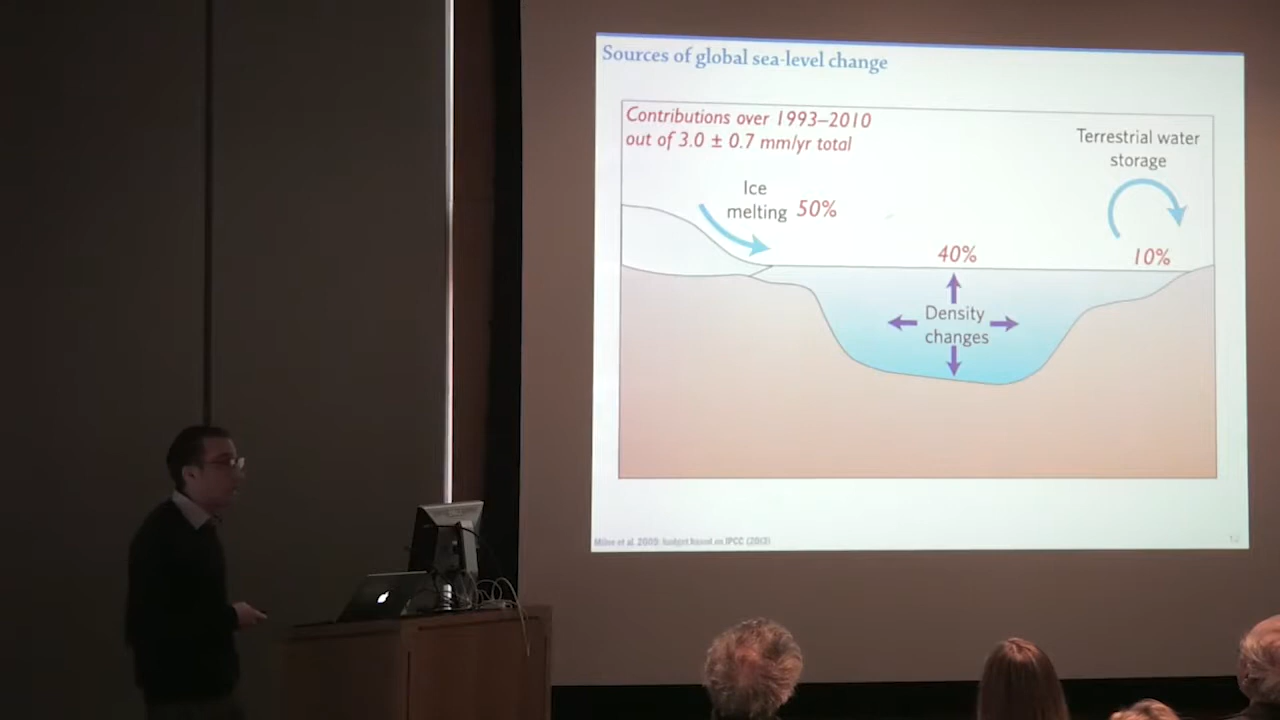 Sources of global sea-level change
Contributions over 1993–2010
out of 3.0 ± 0.7 mm/yr total
Terrestrial water
storage
Ice
melting 50%
40%
10%
Density
changes
Milne et al. 2009; budget based on IPCC (2013)